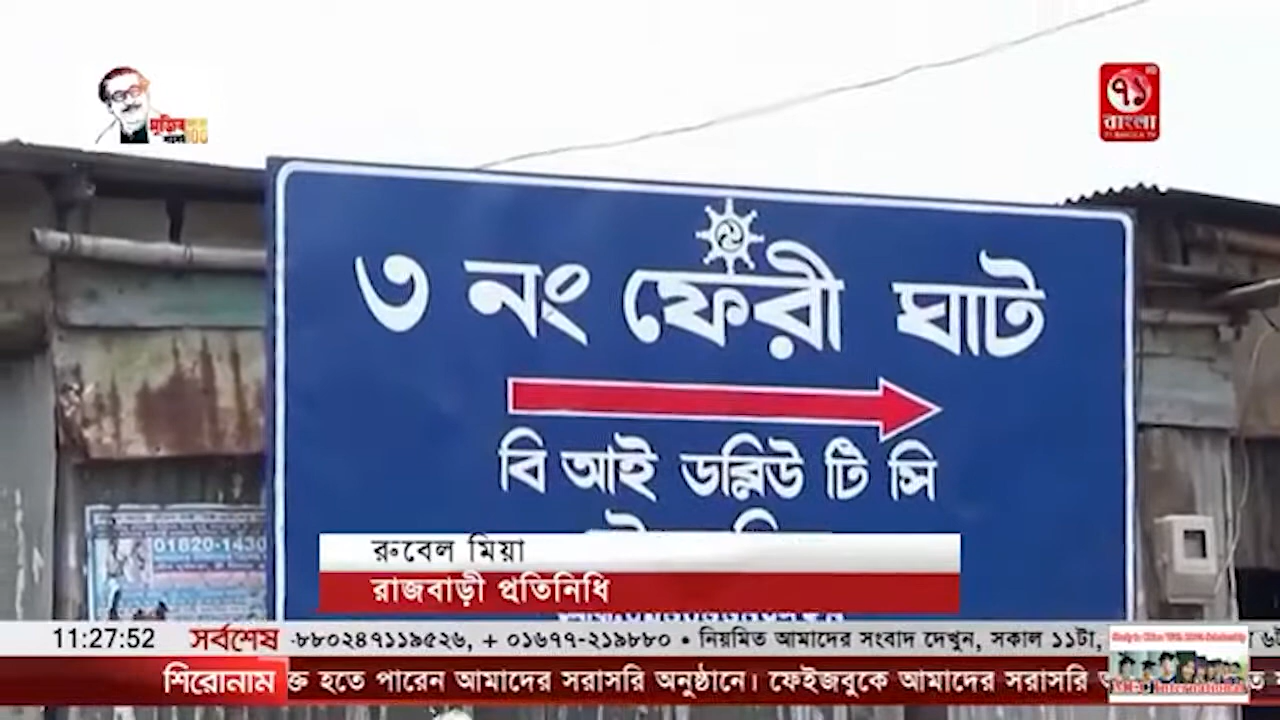 ৭১
বাংলা
৩ নং ফেরী ঘাট
বি আই ডব্লিউ টি সি
01820-1430
রুবেল মিয়া
রাজবাড়ী প্রতিনিধি
11:27:52 সর্বশেষ -৮৮০২৪৭১১৯৫২৬, + ০১৬৭৭-২১৯৮৮০ • নিয়মিত আমাদের সংবাদ দেখুন, সকাল ১১টা,
শিরোনাম ক্ত হতে পারেন আমাদের সরাসরি অনুষ্ঠানে। ফেইজবুকে আমাদের সরাসরি